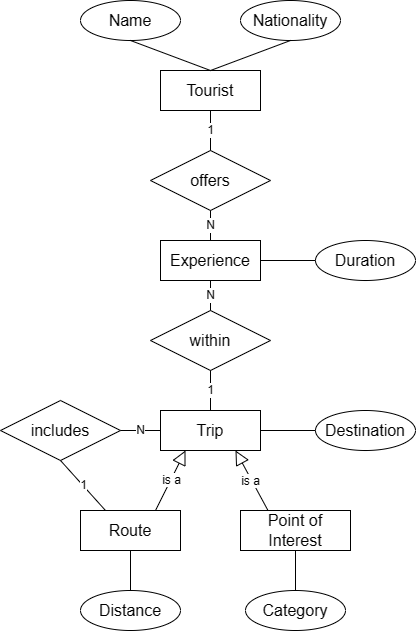 Name
Nationality
Tourist
1
offers
N
Experience
Duration
N
within
1
includes
N
Trip
Destination
1
is a
is a
Route
Point of
Interest
Distance
Category